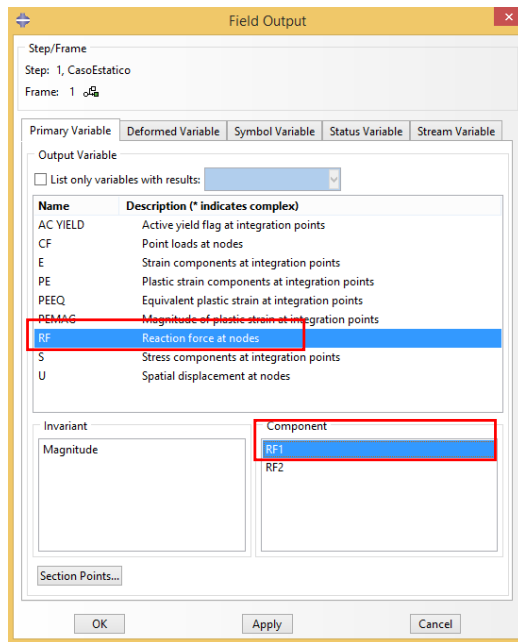 Field Output
Step/Frame
Step: 1, CasoEstatico
Frame: 1
Primary Variable Deformed Variable Symbol Variable Status Variable Stream Variable
Output Variable
List only variables with results:
Name Description (* indicates complex)
AC YIELD Active yield flag at integration points
CF Point loads at nodes
E Strain components at integration points
PE Plastic strain components at integration points
PEEQ Equivalent plastic strain at integration points
PEMAG Magnitude of plastic strain at integration points
RF Reaction force at nodes
S Stress components at integration points
U Spatial displacement at nodes
Invariant Component
Magnitude RF1
RF2
Section Points...
OK Apply Cancel